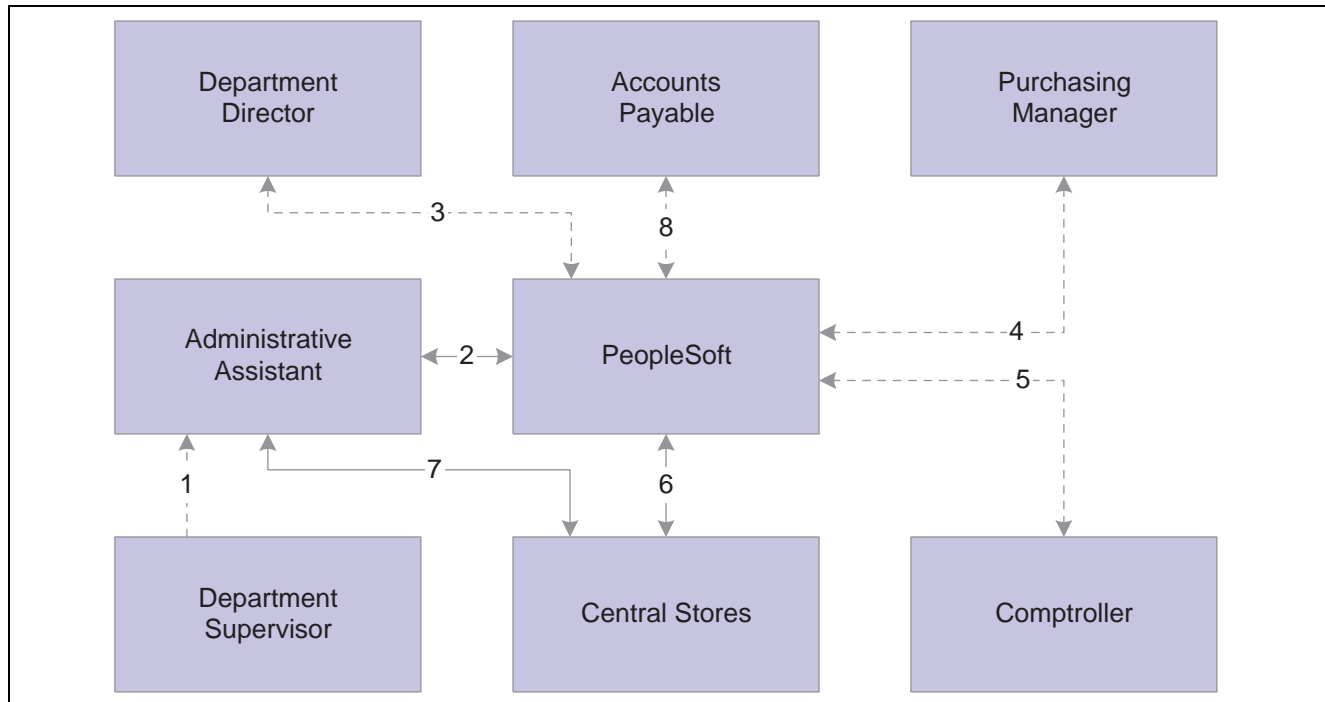 Department
Director
Accounts
Payable
Purchasing
Manager
3
8
Administrative
Assistant
2
PeopleSoft
4
5
1
7
6
Department
Supervisor
Central Stores
Comptroller